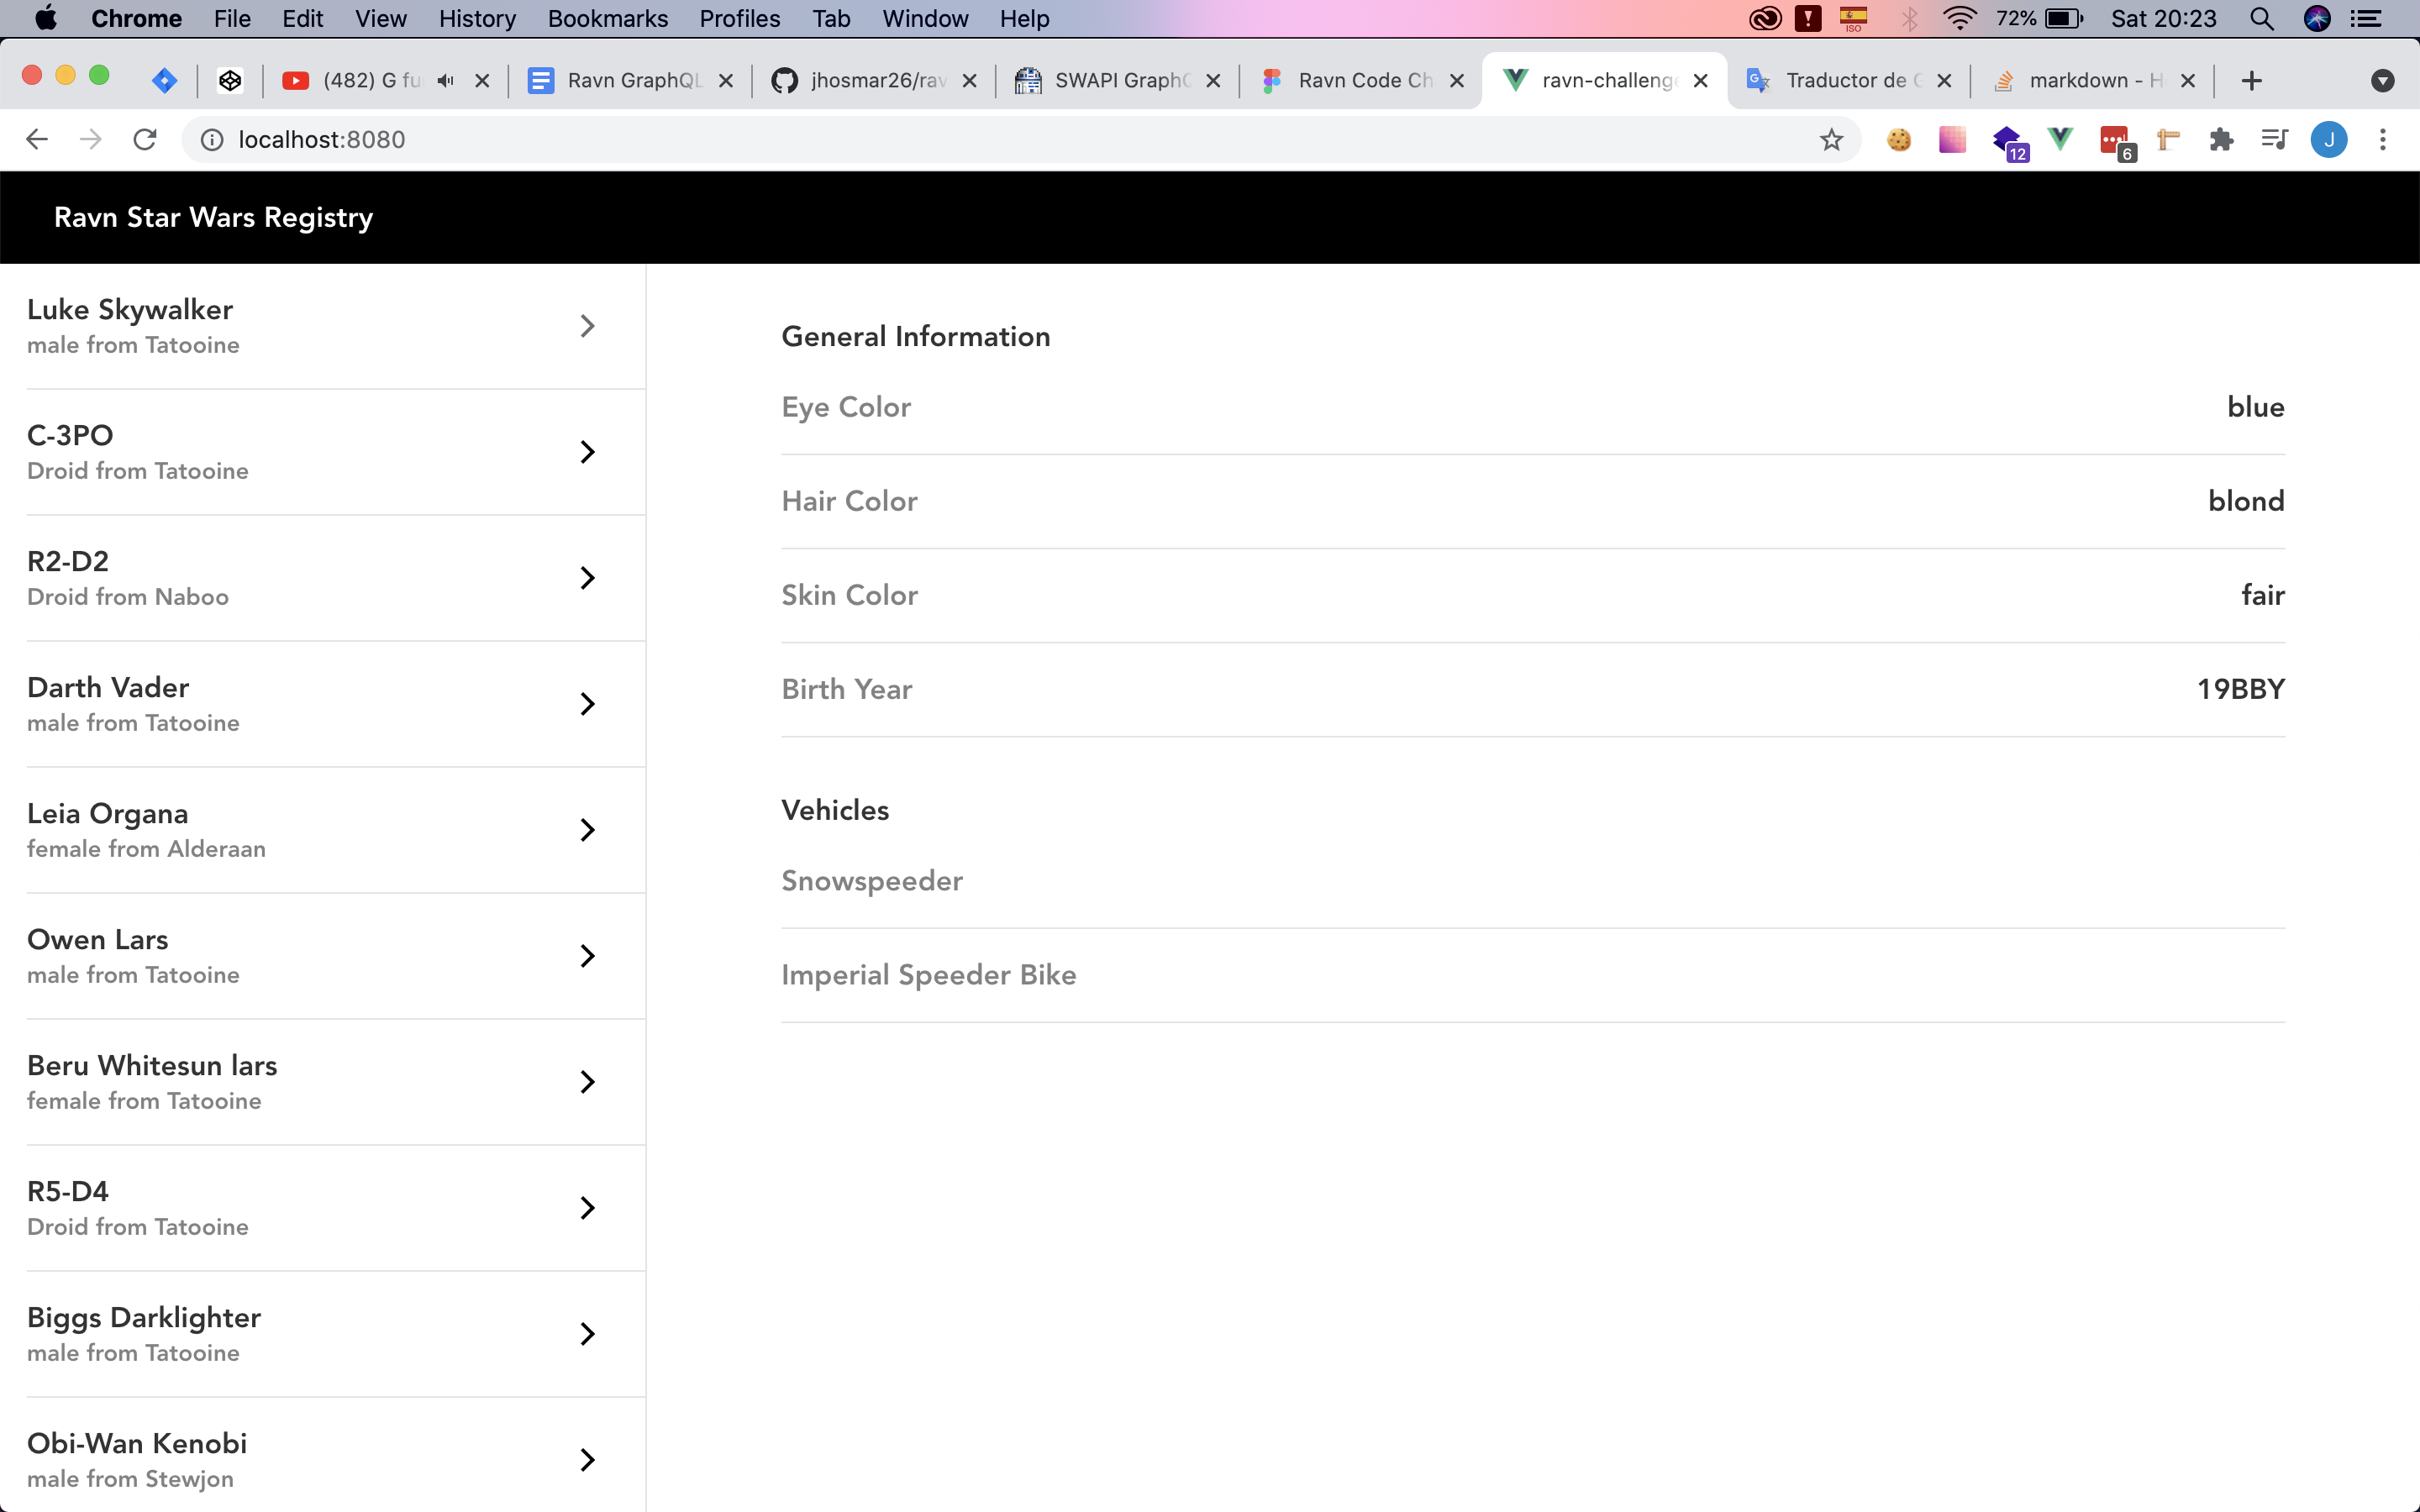 Chrome File Edit View History Bookmarks Profiles Tab Window Help ISO 72% Sat 20:23
(482) G fu Ravn GraphQL jhosmar26/rav SWAPI Graph Ravn Code Ch ravn-challenge Traductor de G markdown - H
localhost:8080 12 6 J
Ravn Star Wars Registry
Luke Skywalker
male from Tatooine
C-3PO
Droid from Tatooine
R2-D2
Droid from Naboo
Darth Vader
male from Tatooine
Leia Organa
female from Alderaan
Owen Lars
male from Tatooine
Beru Whitesun lars
female from Tatooine
R5-D4
Droid from Tatooine
Biggs Darklighter
male from Tatooine
Obi-Wan Kenobi
male from Stewjon
General Information
Eye Color blue
Hair Color blond
Skin Color fair
Birth Year 19BBY
Vehicles
Snowspeeder
Imperial Speeder Bike